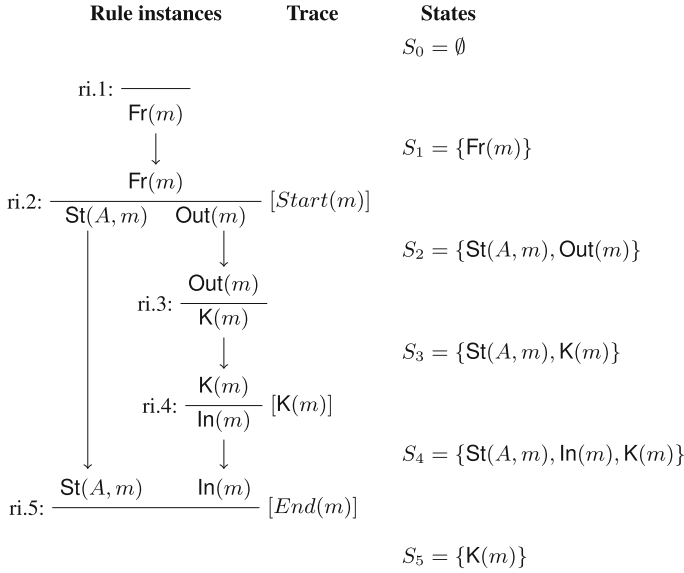 Rule instances Trace States
S₀ = ∅
ri.1:
Fr(m)
S₁ = {Fr(m)}
Fr(m)
ri.2: [Start(m)]
St(A, m) Out(m)
S₂ = {St(A, m), Out(m)}
Out(m)
ri.3:
K(m)
S₃ = {St(A, m), K(m)}
K(m)
ri.4: [K(m)]
In(m)
S₄ = {St(A, m), In(m), K(m)}
St(A, m) In(m)
ri.5: [End(m)]
S₅ = {K(m)}